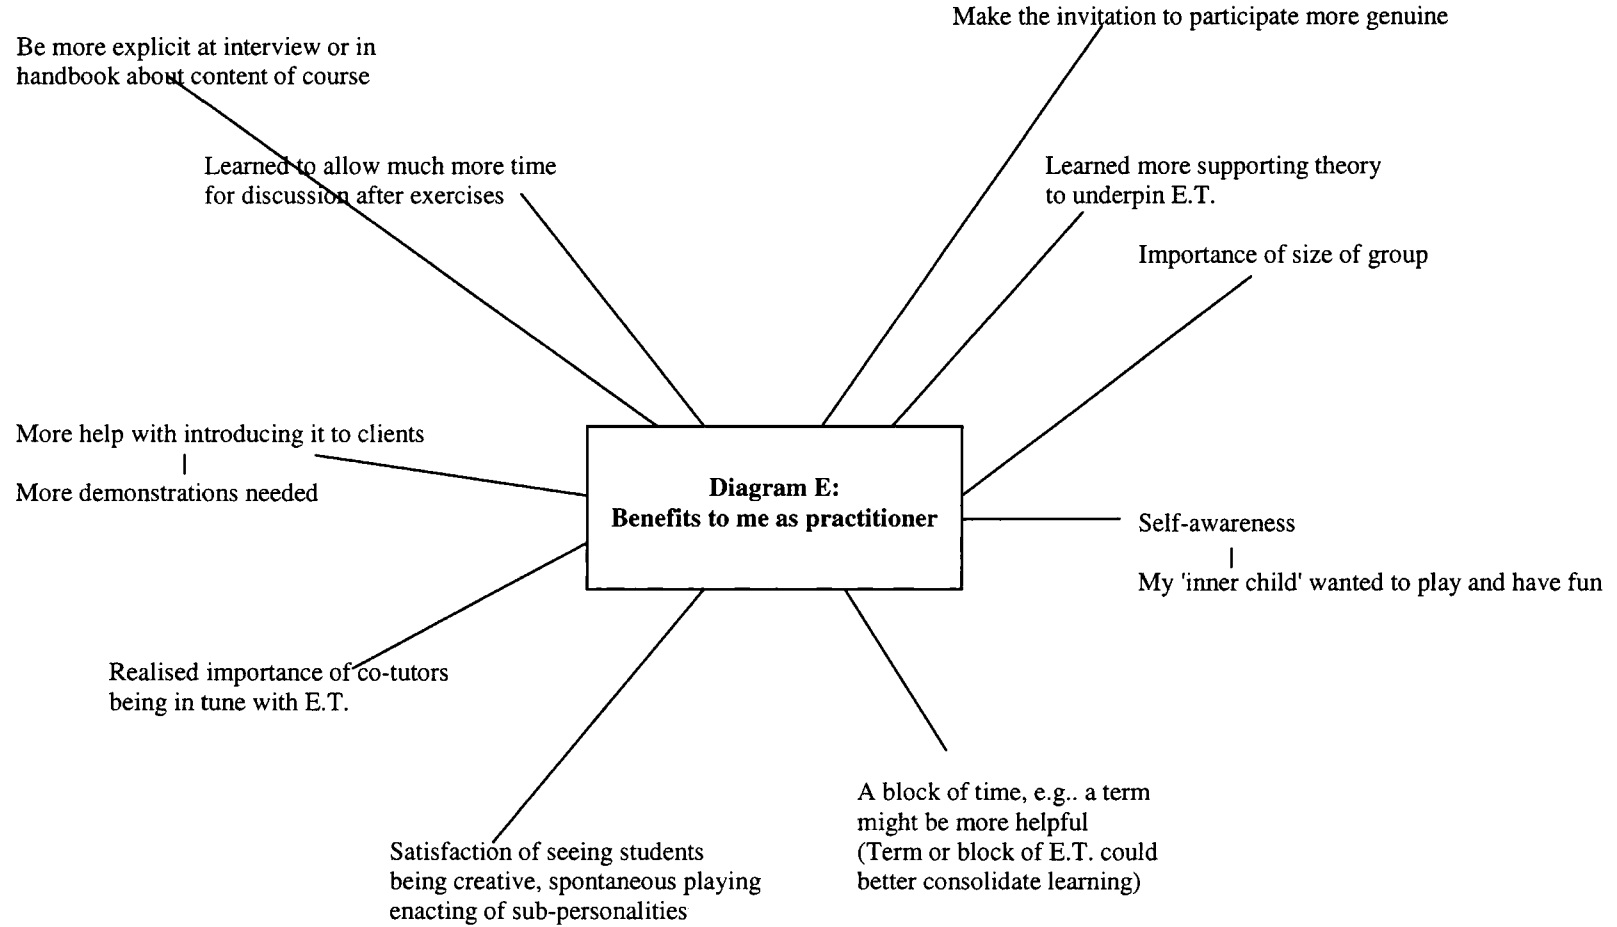 Make the invitation to participate more genuine
Be more explicit at interview or in
handbook about content of course
Learned to allow much more time
for discussion after exercises
Learned more supporting theory
to underpin E.T.
Importance of size of group
More help with introducing it to clients
More demonstrations needed
Diagram E:
Benefits to me as practitioner
Self-awareness
My 'inner child' wanted to play and have fun
Realised importance of co-tutors
being in tune with E.T.
A block of time, e.g.. a term
might be more helpful
(Term or block of E.T. could
better consolidate learning)
Satisfaction of seeing students
being creative, spontaneous playing
enacting of sub-personalities